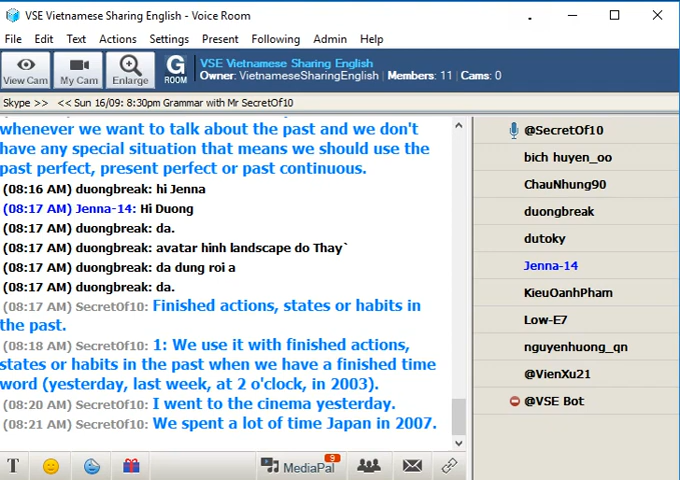 VSE Vietnamese Sharing English - Voice Room
File Edit Text Actions Settings Present Following Admin Help
View Cam My Cam Enlarge
G ROOM
VSE Vietnamese Sharing English
Owner: VietnameseSharingEnglish | Members: 11 | Cams: 0
Skype >> << Sun 16/09: 8:30pm Grammar with Mr SecretOf10
whenever we want to talk about the past and we don't
have any special situation that means we should use the
past perfect, present perfect or past continuous.
(08:16 AM) duongbreak: hi Jenna
(08:17 AM) Jenna-14: Hi Duong
(08:17 AM) duongbreak: da.
(08:17 AM) duongbreak: avatar hinh landscape do Thay`
(08:17 AM) duongbreak: da dung roi a
(08:17 AM) duongbreak: da.
(08:17 AM) SecretOf10: Finished actions, states or habits in
the past.
(08:18 AM) SecretOf10: 1: We use it with finished actions,
states or habits in the past when we have a finished time
word (yesterday, last week, at 2 o'clock, in 2003).
(08:20 AM) SecretOf10: I went to the cinema yesterday.
(08:21 AM) SecretOf10: We spent a lot of time Japan in 2007.
@SecretOf10
bich huyen_oo
ChauNhung90
duongbreak
dutoky
Jenna-14
KieuOanhPham
Low-E7
nguyenhuong_qn
@VienXu21
@VSE Bot
T MediaPal 9